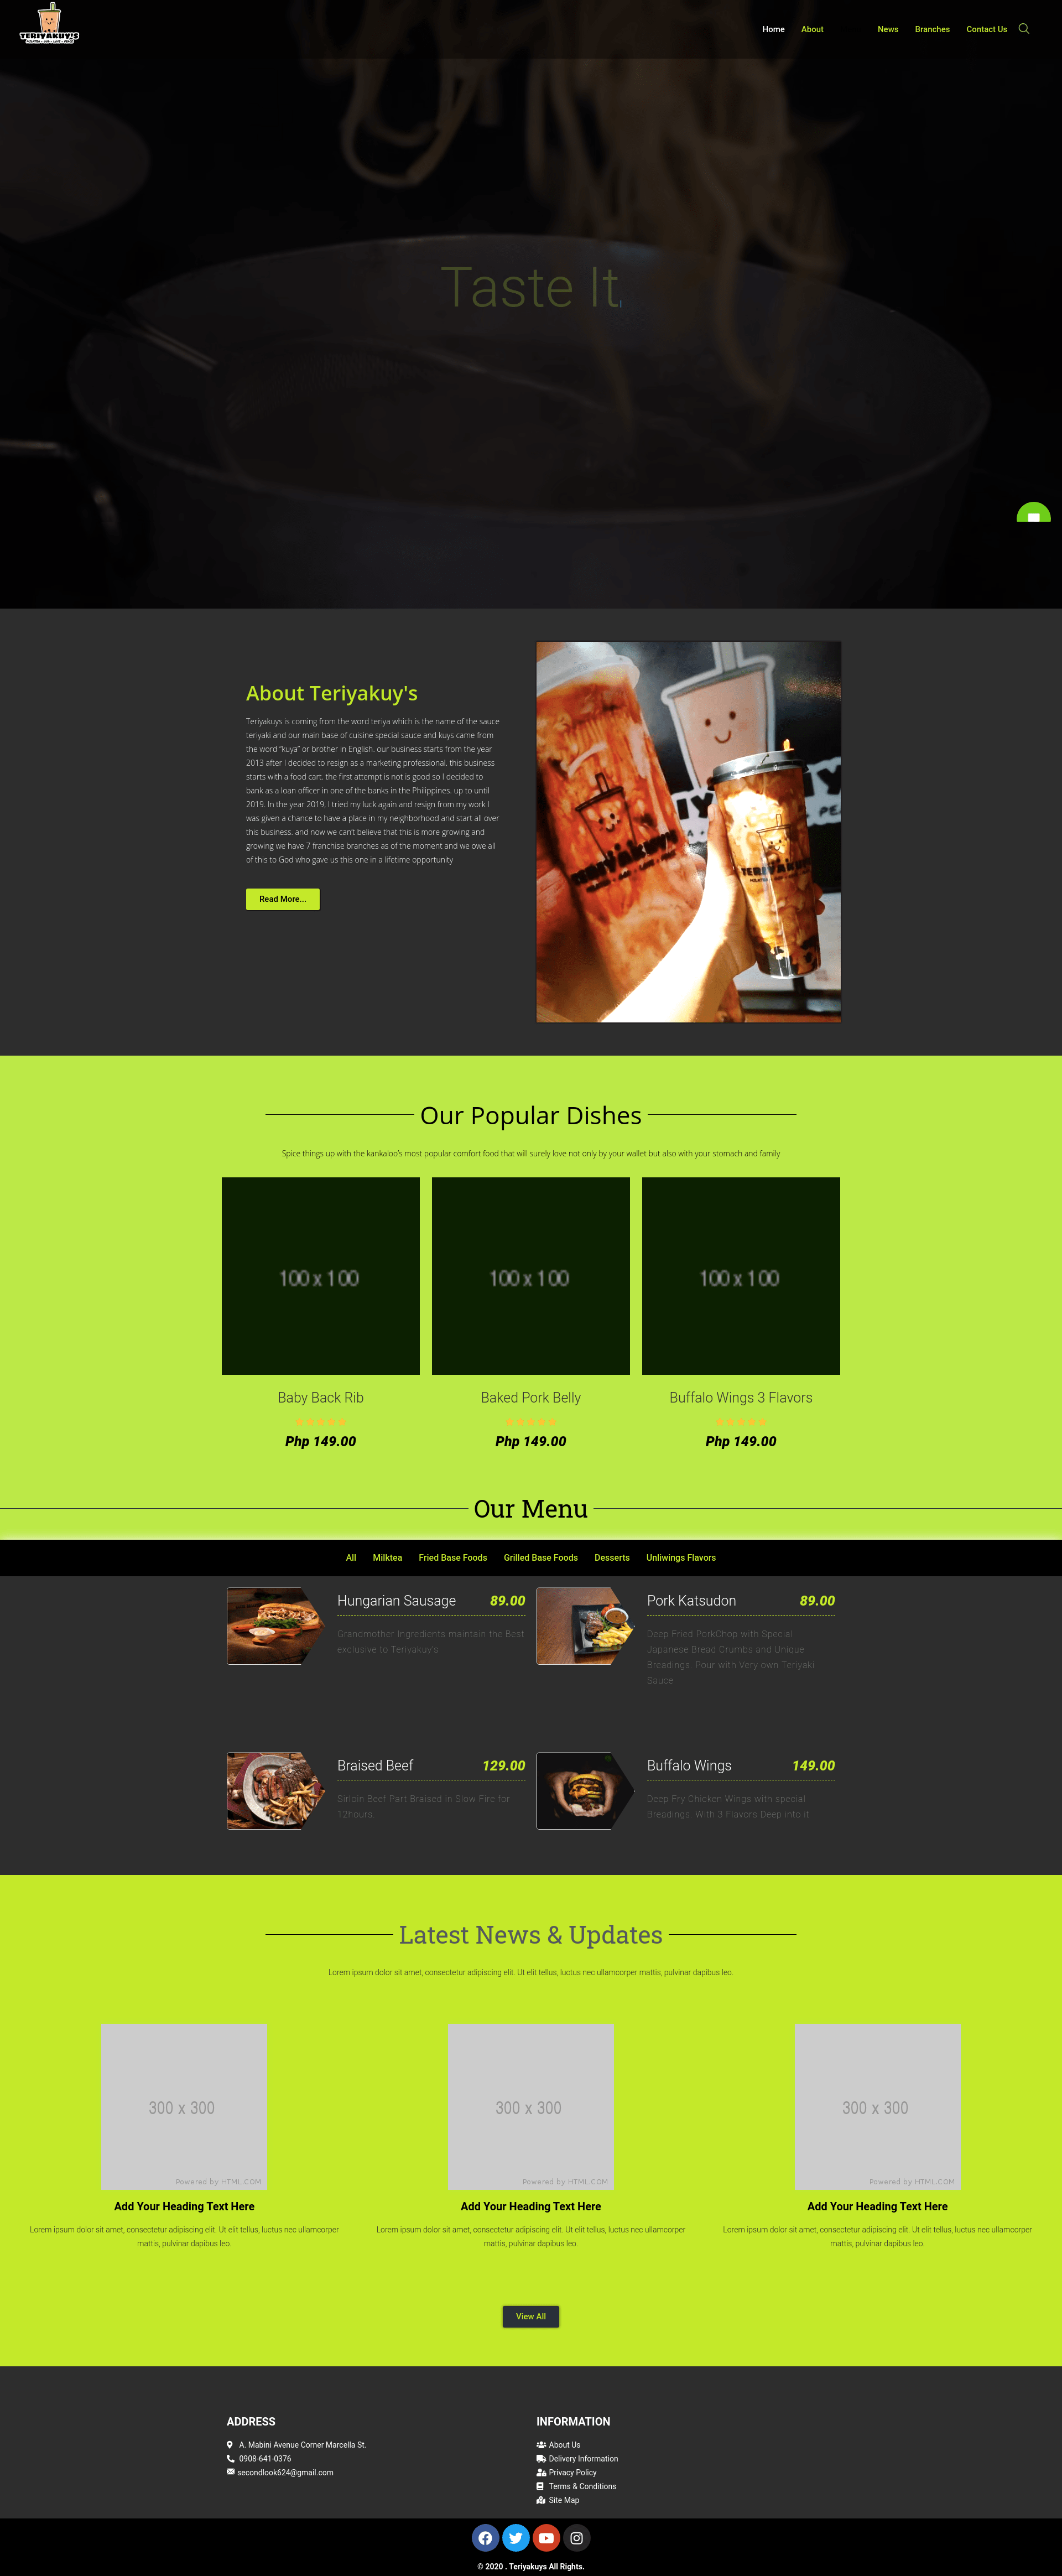 TERIYAKUY'S
Home About News Branches Contact Us
Taste It
About Teriyakuy's
Teriyakuys is coming from the word teriya which is the name of the sauce
teriyaki and our main base of cuisine special sauce and kuys came from
the word “kuya” or brother in English. our business starts from the year
2013 after I decided to resign as a marketing professional. this business
starts with a food cart. the first attempt is not is good so I decided to
bank as a loan officer in one of the banks in the Philippines. up to until
2019. In the year 2019, I tried my luck again and resign from my work I
was given a chance to have a place in my neighborhood and start all over
this business. and now we can’t believe that this is more growing and
growing we have 7 franchise branches as of the moment and we owe all
of this to God who gave us this one in a lifetime opportunity
Read More...
Our Popular Dishes
Spice things up with the kankaloo's most popular comfort food that will surely love not only by your wallet but also with your stomach and family
100 x 100
100 x 100
100 x 100
Baby Back Rib
Baked Pork Belly
Buffalo Wings 3 Flavors
Php 149.00
Php 149.00
Php 149.00
Our Menu
All Milktea Fried Base Foods Grilled Base Foods Desserts Unliwings Flavors
Hungarian Sausage 89.00
Grandmother Ingredients maintain the Best
exclusive to Teriyakuy's
Pork Katsudon 89.00
Deep Fried PorkChop with Special
Japanese Bread Crumbs and Unique
Breadings. Pour with Very own Teriyaki
Sauce
Braised Beef 129.00
Sirloin Beef Part Braised in Slow Fire for
12hours.
Buffalo Wings 149.00
Deep Fry Chicken Wings with special
Breadings. With 3 Flavors Deep into it
Latest News & Updates
Lorem ipsum dolor sit amet, consectetur adipiscing elit. Ut elit tellus, luctus nec ullamcorper mattis, pulvinar dapibus leo.
300 x 300
Powered by HTML.COM
300 x 300
Powered by HTML.COM
300 x 300
Powered by HTML.COM
Add Your Heading Text Here
Lorem ipsum dolor sit amet, consectetur adipiscing elit. Ut elit tellus, luctus nec ullamcorper
mattis, pulvinar dapibus leo.
Add Your Heading Text Here
Lorem ipsum dolor sit amet, consectetur adipiscing elit. Ut elit tellus, luctus nec ullamcorper
mattis, pulvinar dapibus leo.
Add Your Heading Text Here
Lorem ipsum dolor sit amet, consectetur adipiscing elit. Ut elit tellus, luctus nec ullamcorper
mattis, pulvinar dapibus leo.
View All
ADDRESS
A. Mabini Avenue Corner Marcella St.
0908-641-0376
secondlook624@gmail.com
INFORMATION
About Us
Delivery Information
Privacy Policy
Terms & Conditions
Site Map
© 2020 . Teriyakuys All Rights.